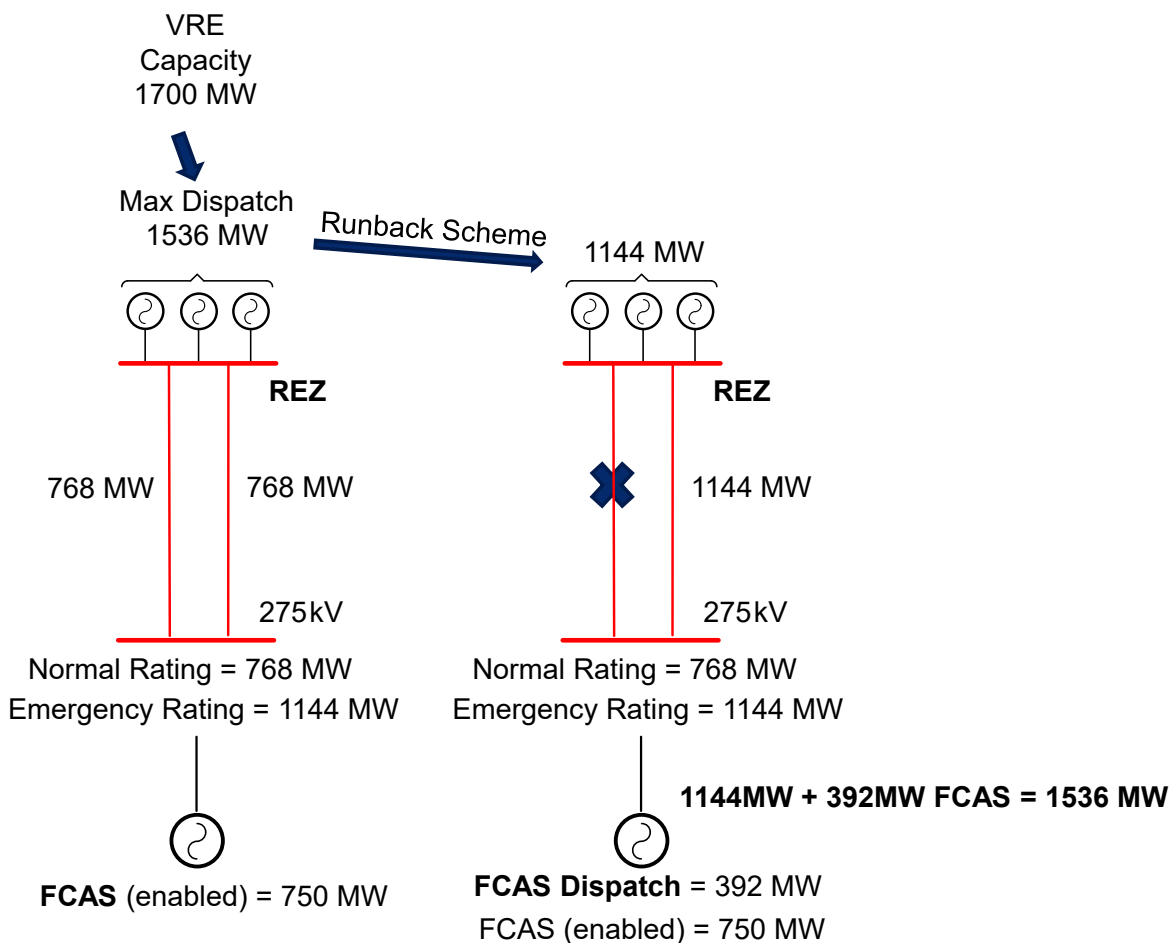 VRE
Capacity
1700 MW
Max Dispatch
1536 MW
Runback Scheme
1144 MW
REZ
REZ
768 MW
768 MW
1144 MW
275kV
275kV
Normal Rating = 768 MW
Emergency Rating = 1144 MW
Normal Rating = 768 MW
Emergency Rating = 1144 MW
1144MW + 392MW FCAS = 1536 MW
FCAS (enabled) = 750 MW
FCAS Dispatch = 392 MW
FCAS (enabled) = 750 MW